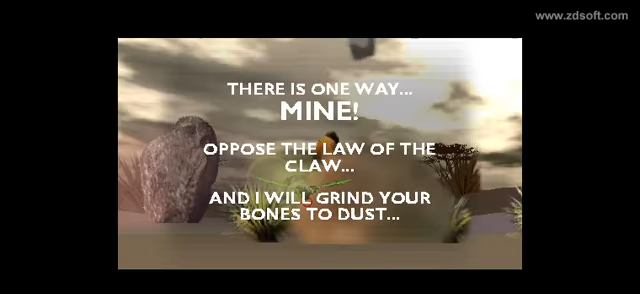 www.zdsoft.com
THERE IS ONE WAY...
MINE!
OPPOSE THE LAW OF THE
CLAW...
AND I WILL GRIND YOUR
BONES TO DUST...